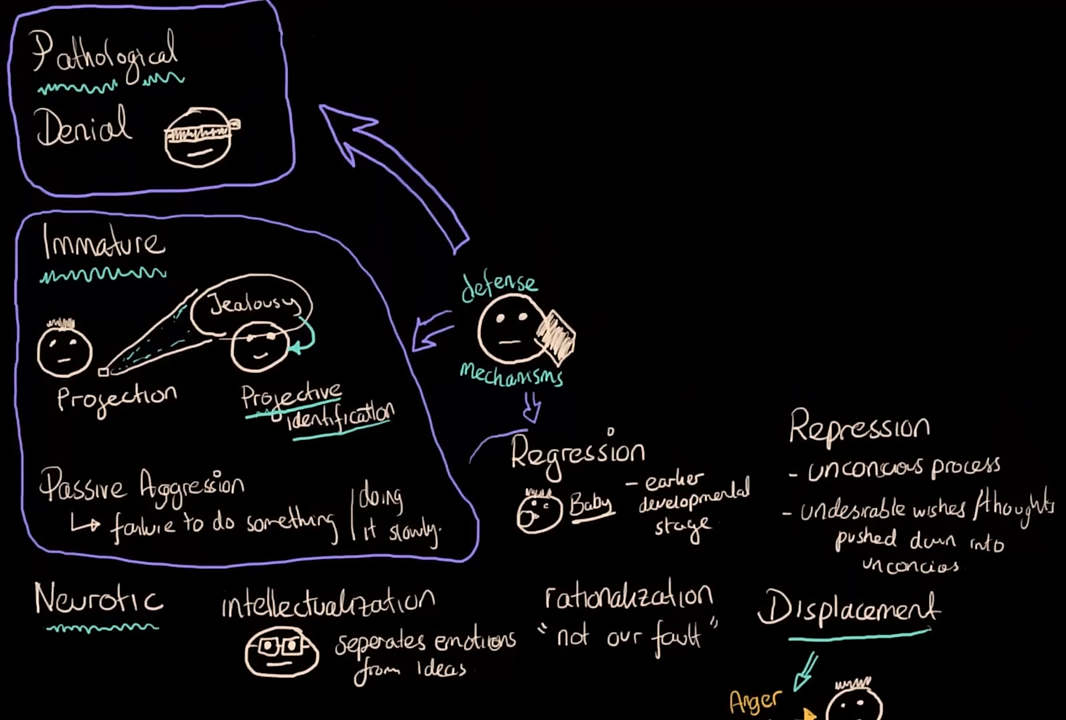 Pathological
Denial
Immature
Jealousy
Projection
Projective
identification
Passive Aggression
failure to do something / doing
it slowly.
defense
mechanisms
Regression
Baby
- earlier
developmental
stage
Repression
- unconcious process
- undesirable wishes / thoughts
pushed down into
unconcios
Neurotic
intellectualization
seperates emotions
from ideas
rationalization
"not our fault"
Displacement
Anger